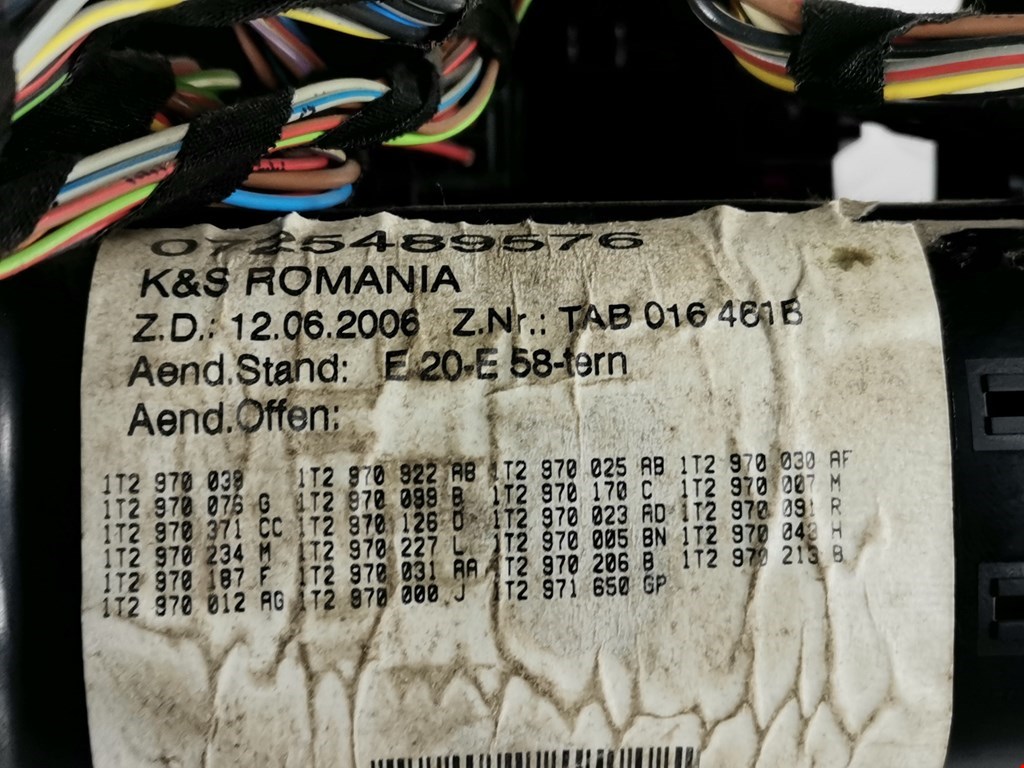 0725489576
K&S ROMANIA
Z.D.: 12.06.2006 Z.Nr.: TAB 016 461B
Aend.Stand: E 20-E 58-tern
Aend.Offen:
1T2 970 039 1T2 970 922 AB 1T2 970 025 AB 1T2 970 030 AF
1T2 970 076 G 1T2 970 099 B 1T2 970 170 C 1T2 970 007 M
1T2 970 371 CC 1T2 970 126 D 1T2 970 023 AD 1T2 970 091 R
1T2 970 234 M 1T2 970 227 L 1T2 970 005 BN 1T2 970 043 H
1T2 970 187 F 1T2 970 031 AA 1T2 970 206 B 1T2 970 213 B
1T2 970 012 AG 1T2 970 000 J 1T2 971 650 GP